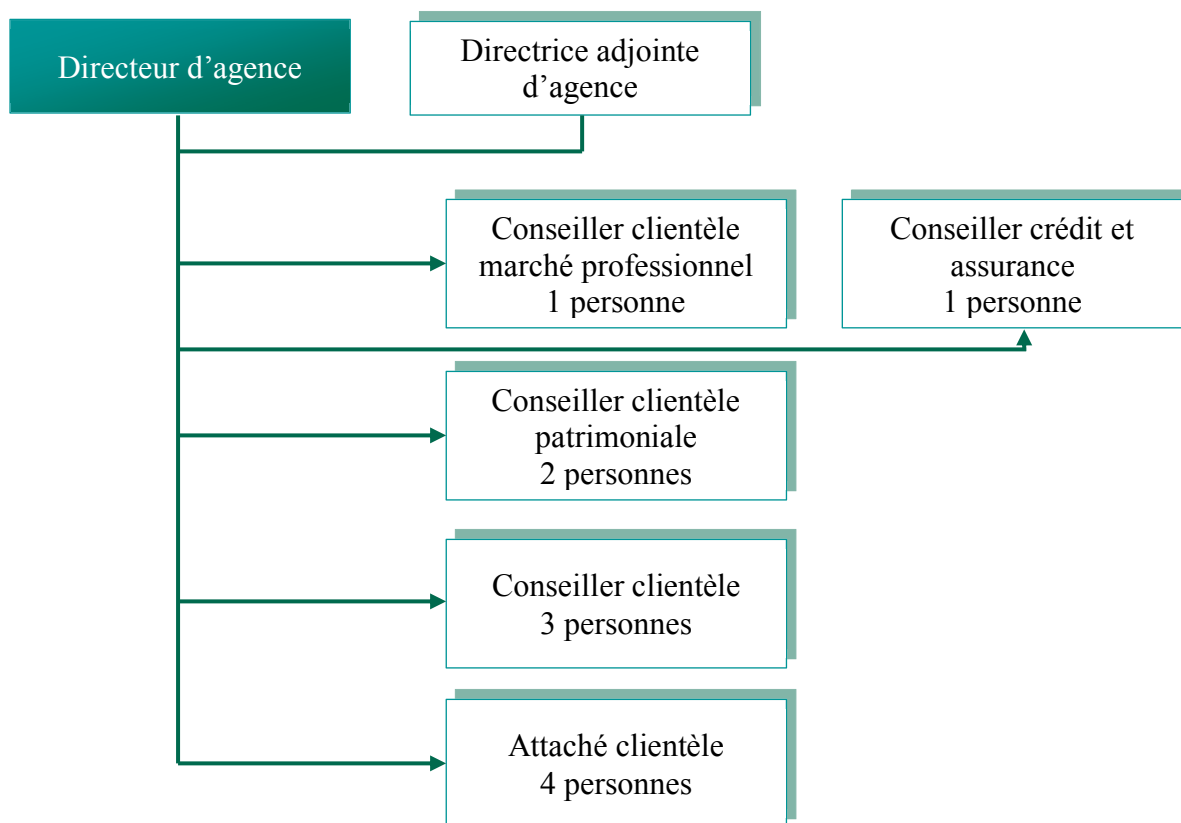 Directeur d’agence
Directrice adjointe
d’agence
Conseiller clientèle
marché professionnel
1 personne
Conseiller crédit et
assurance
1 personne
Conseiller clientèle
patrimoniale
2 personnes
Conseiller clientèle
3 personnes
Attaché clientèle
4 personnes